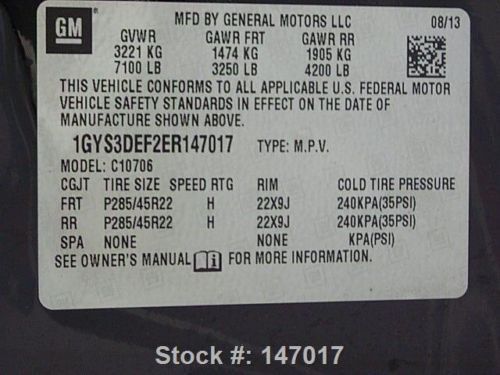 GM
MFD BY GENERAL MOTORS LLC 08/13
GVWR GAWR FRT GAWR RR
3221 KG 1474 KG 1905 KG
7100 LB 3250 LB 4200 LB
THIS VEHICLE CONFORMS TO ALL APPLICABLE U.S. FEDERAL MOTOR
VEHICLE SAFETY STANDARDS IN EFFECT ON THE DATE OF
MANUFACTURE SHOWN ABOVE.
1GYS3DEF2ER147017 TYPE: M.P.V.
MODEL: C10706
CGJT TIRE SIZE SPEED RTG RIM COLD TIRE PRESSURE
FRT P285/45R22 H 22X9J 240KPA(35PSI)
RR P285/45R22 H 22X9J 240KPA(35PSI)
SPA NONE NONE KPA(PSI)
SEE OWNER'S MANUAL i FOR MORE INFORMATION.
Stock #: 147017